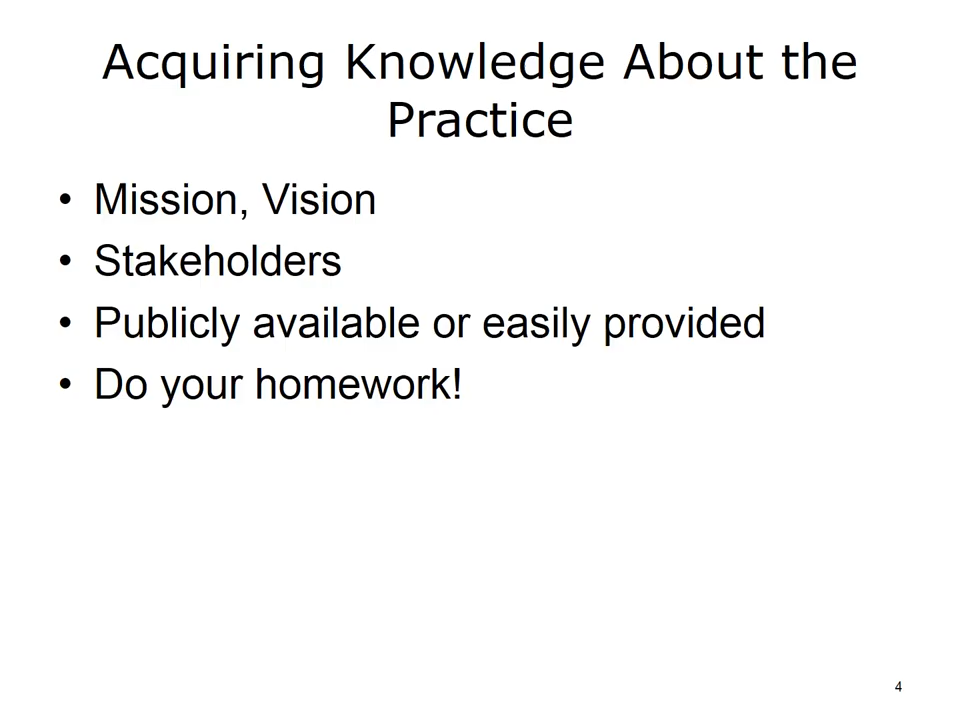 Acquiring Knowledge About the
Practice
• Mission, Vision
• Stakeholders
• Publicly available or easily provided
• Do your homework!
4